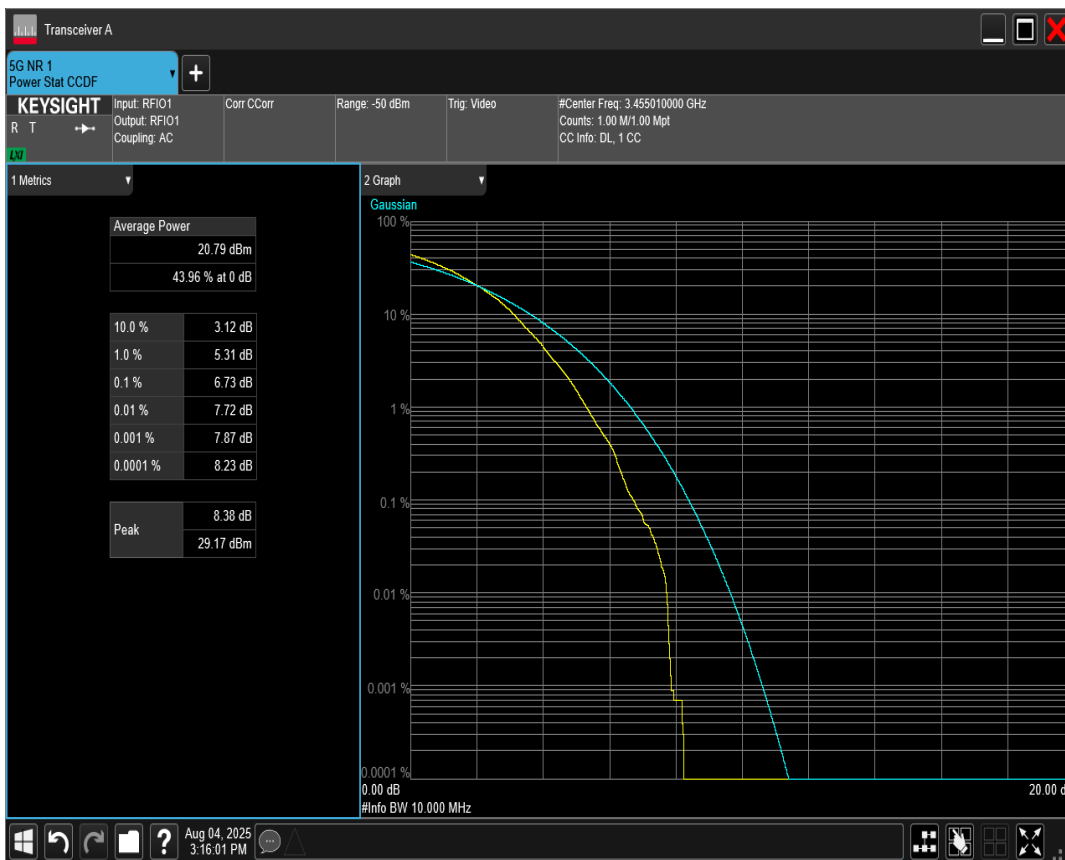 Transceiver A
5G NR 1
Power Stat CCDF
+
KEYSIGHT
R T
LXI
Input: RFIO1
Output: RFIO1
Coupling: AC
Corr CCorr
Range: -50 dBm
Trig: Video
#Center Freq: 3.455010000 GHz
Counts: 1.00 M/1.00 Mpt
CC Info: DL, 1 CC
1 Metrics
Average Power
20.79 dBm
43.96 % at 0 dB
10.0 % 3.12 dB
1.0 % 5.31 dB
0.1 % 6.73 dB
0.01 % 7.72 dB
0.001 % 7.87 dB
0.0001 % 8.23 dB
Peak
8.38 dB
29.17 dBm
2 Graph
Gaussian
100 %
10 %
1 %
0.1 %
0.01 %
0.001 %
0.0001 %
0.00 dB
20.00 d
#Info BW 10.000 MHz
?
Aug 04, 2025
3:16:01 PM